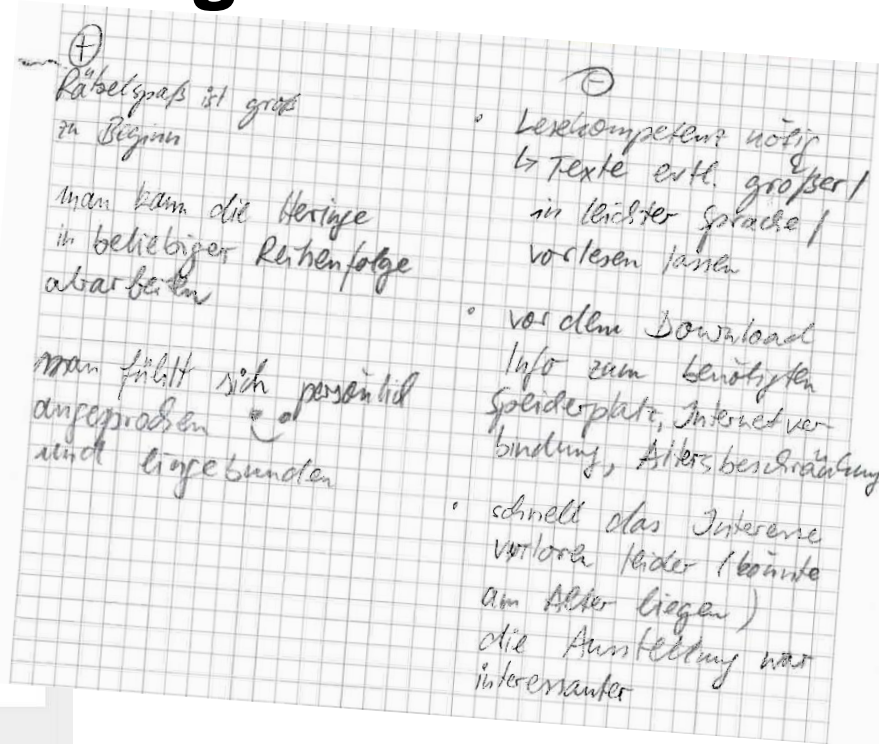 +
Rätselspaß ist groß
zu Beginn
man kann die Heringe
in beliebiger Reihenfolge
abarbeiten
man fühlt sich persönlich
angesprochen
und eingebunden
-
• Lesekompetenz nötig
↳ Texte evtl. größer /
in leichter Sprache /
vorlesen lassen
• vor dem Download
Info zum benötigten
Speicherplatz, Internetver-
bindung, Altersbeschränkung
• schnell das Interesse
verloren leider (könnte
am Alter liegen)
die Ausstellung war
interessanter